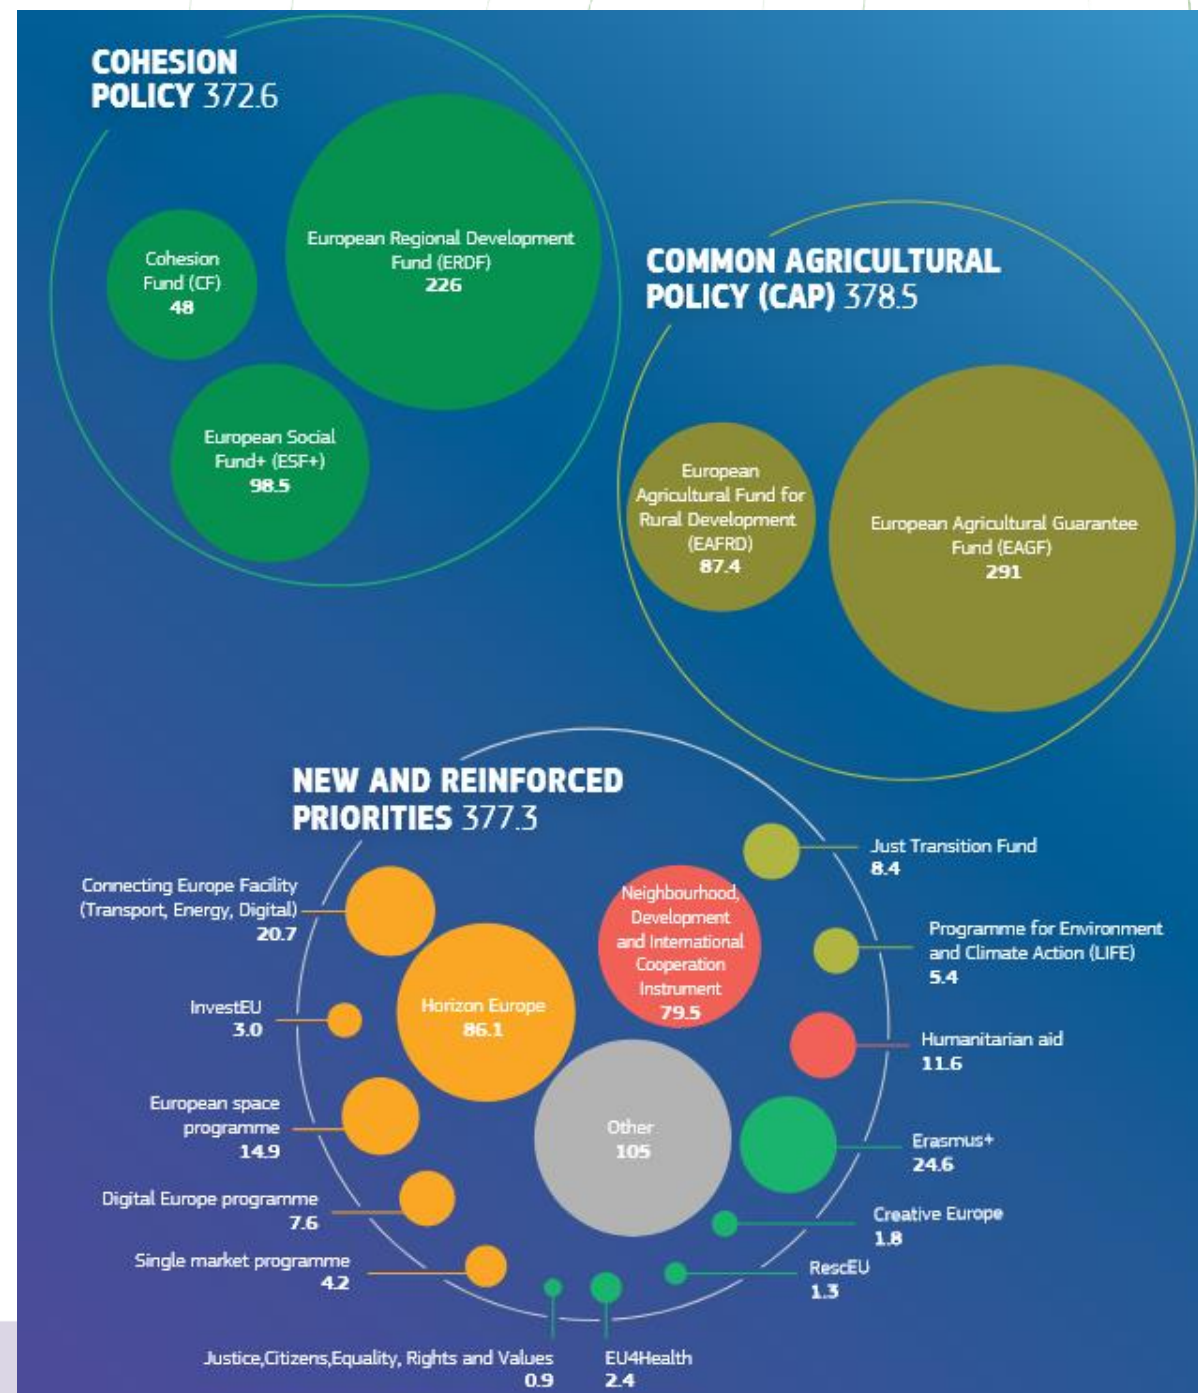 COHESION
POLICY 372.6
European Regional Development
Fund (ERDF)
226
Cohesion
Fund (CF)
48
European Social
Fund+ (ESF+)
98.5
COMMON AGRICULTURAL
POLICY (CAP) 378.5
European
Agricultural Fund for
Rural Development
(EAFRD)
87.4
European Agricultural Guarantee
Fund (EAGF)
291
NEW AND REINFORCED
PRIORITIES 377.3
Connecting Europe Facility
(Transport, Energy, Digital)
20.7
InvestEU
3.0
European space
programme
14.9
Digital Europe programme
7.6
Single market programme
4.2
Justice,Citizens,Equality, Rights and Values
0.9
EU4Health
2.4
RescEU
1.3
Creative Europe
1.8
Erasmus+
24.6
Humanitarian aid
11.6
Programme for Environment
and Climate Action (LIFE)
5.4
Just Transition Fund
8.4
Neighbourhood,
Development
and International
Cooperation
Instrument
79.5
Horizon Europe
86.1
Other
105